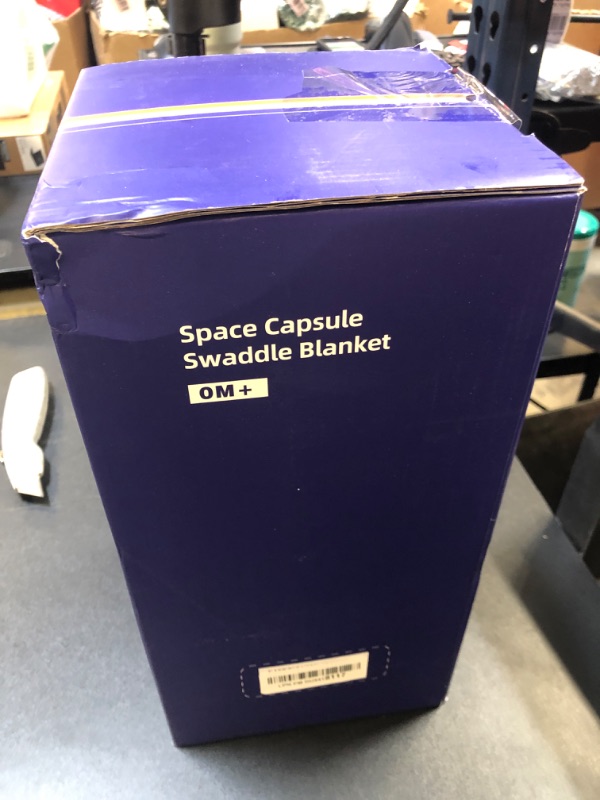 Space Capsule
Swaddle Blanket
0M+